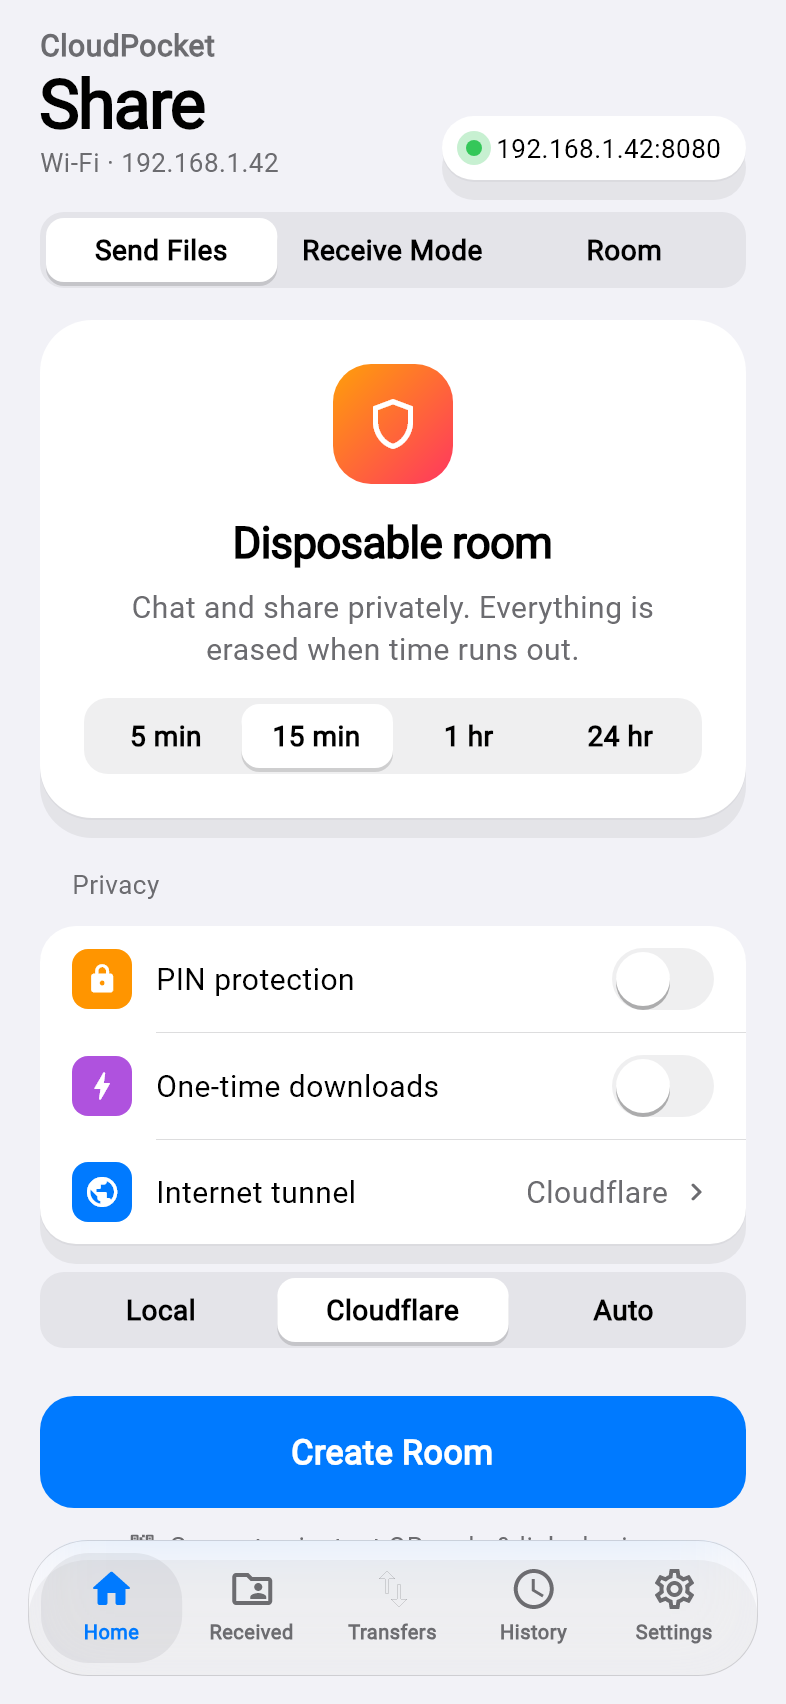 CloudPocket
Share
Wi-Fi · 192.168.1.42
192.168.1.42:8080
Send Files
Receive Mode
Room
Disposable room
Chat and share privately. Everything is
erased when time runs out.
5 min
15 min
1 hr
24 hr
Privacy
PIN protection
One-time downloads
Internet tunnel
Cloudflare
Local
Cloudflare
Auto
Create Room
Home
Received
Transfers
History
Settings